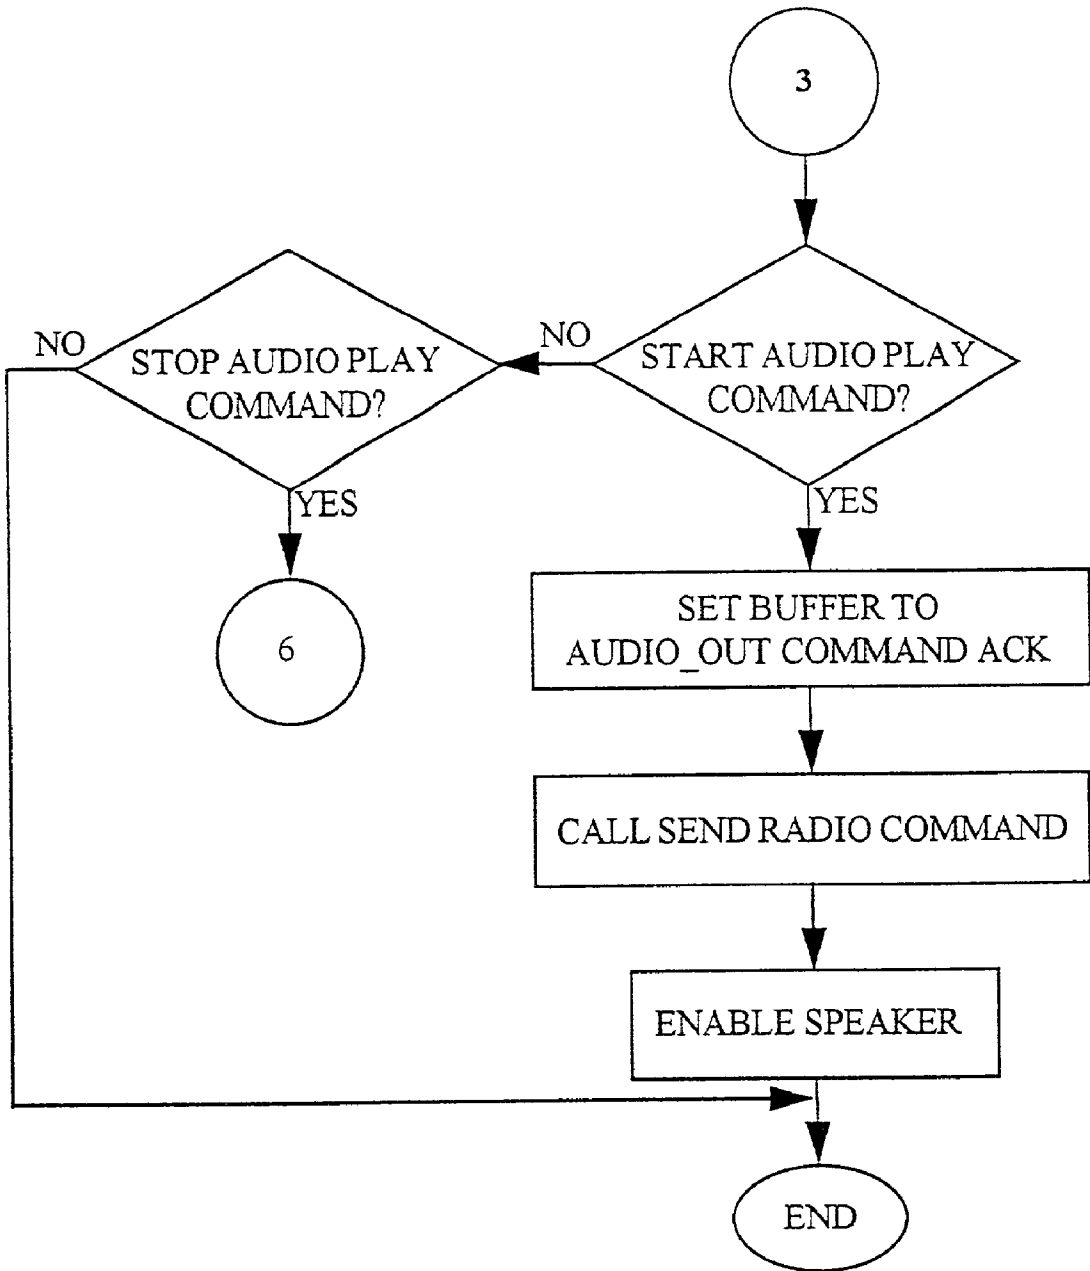 3
START AUDIO PLAY
COMMAND?
NO
STOP AUDIO PLAY
COMMAND?
NO
YES
6
YES
SET BUFFER TO
AUDIO_OUT COMMAND ACK
CALL SEND RADIO COMMAND
ENABLE SPEAKER
END